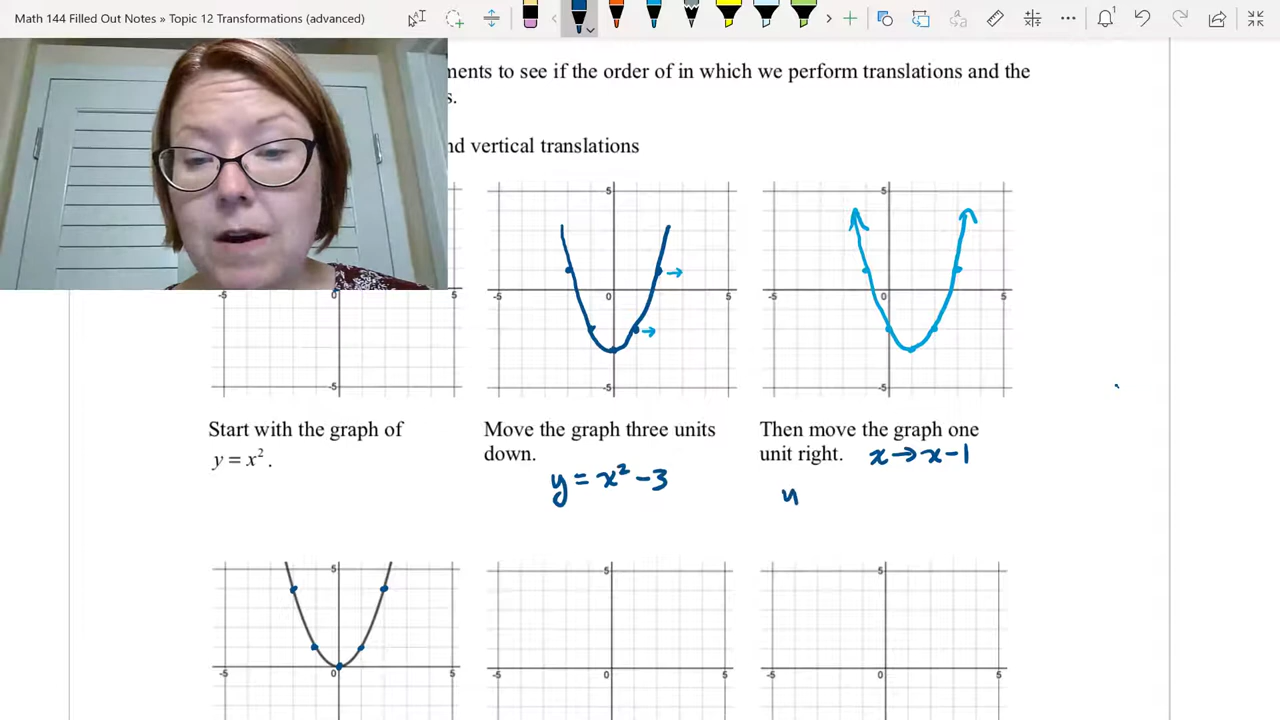 Math 144 Filled Out Notes » Topic 12 Transformations (advanced)
ments to see if the order of in which we perform translations and the
s.
nd vertical translations
5
5
-5
0
5
-5
0
5
-5
0
5
-5
-5
-5
Start with the graph of
y = x².
Move the graph three units
down.
y = x² - 3
Then move the graph one
unit right. x → x - 1
y
5
5
5
-5
0
5
-5
0
5
-5
0
5